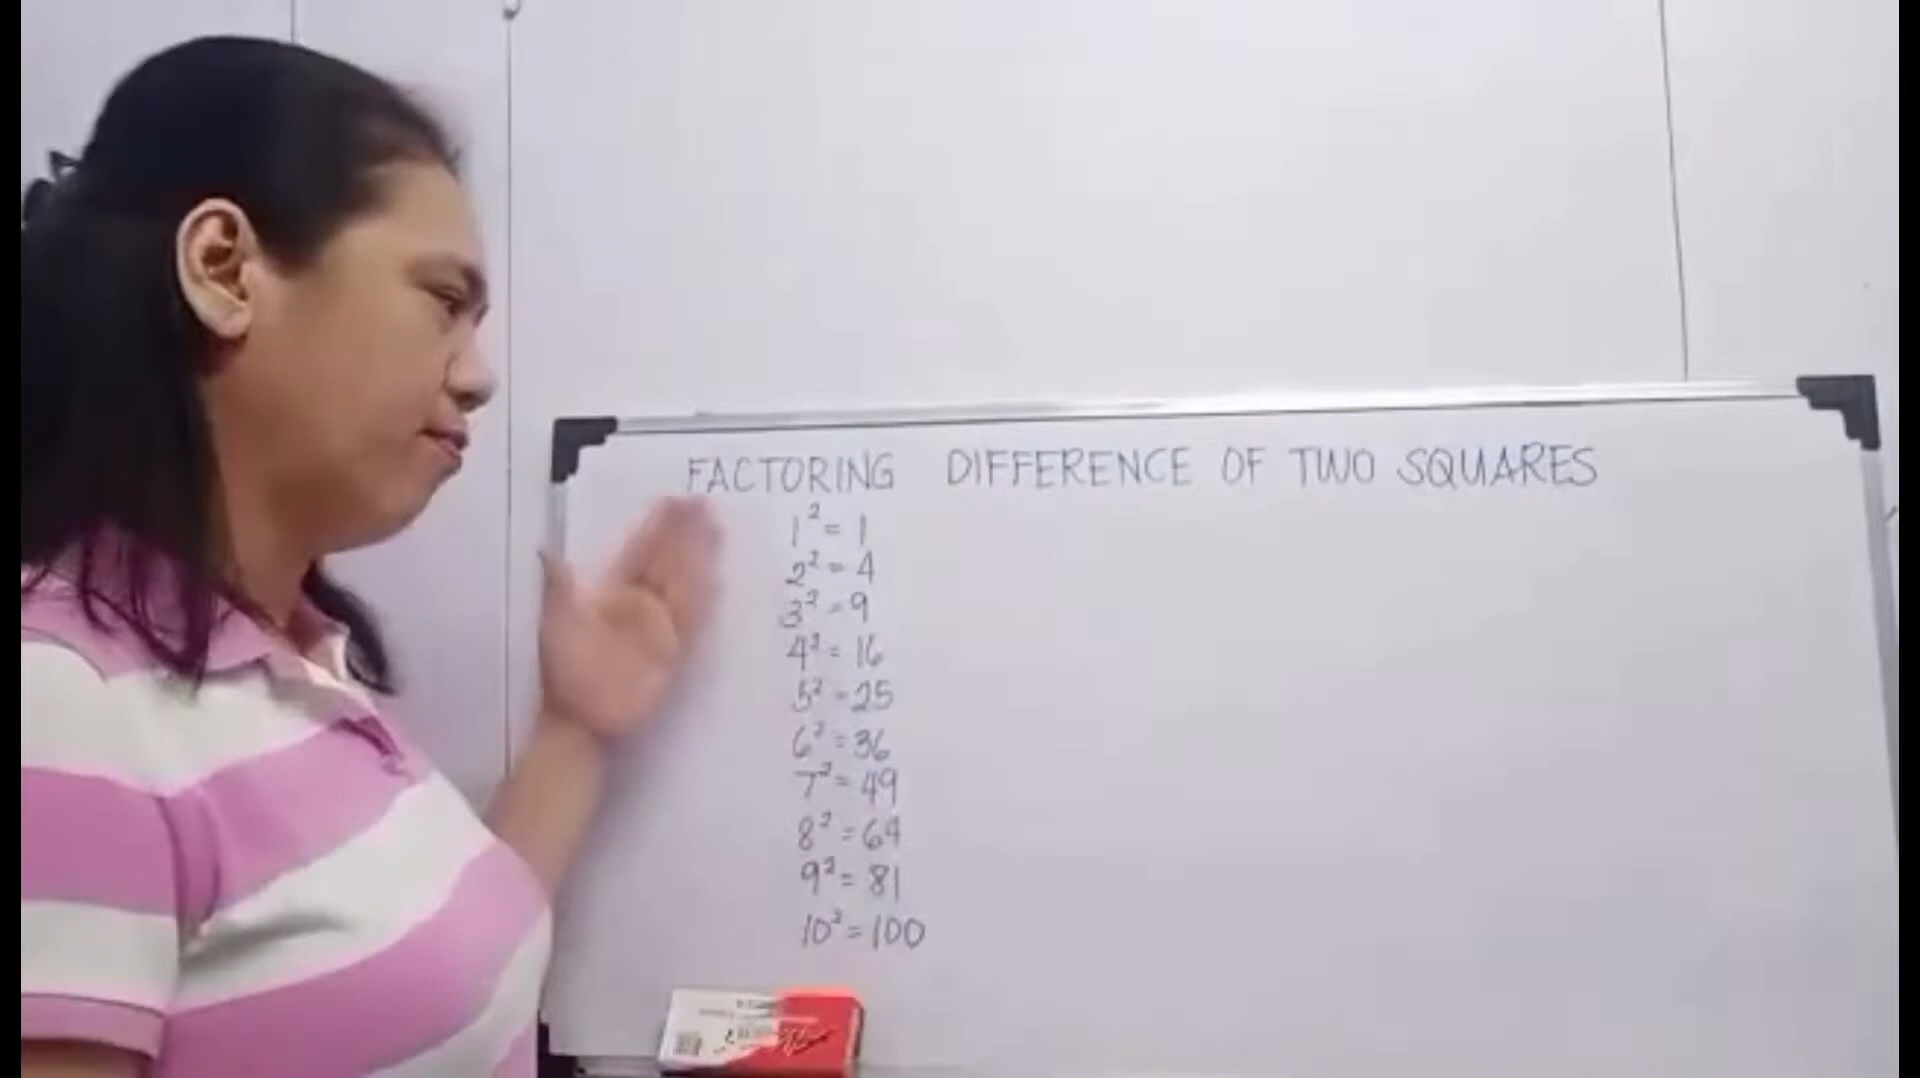 FACTORING DIFFERENCE OF TWO SQUARES
1² = 1
2² = 4
3² = 9
4² = 16
5² = 25
6² = 36
7² = 49
8² = 64
9² = 81
10² = 100